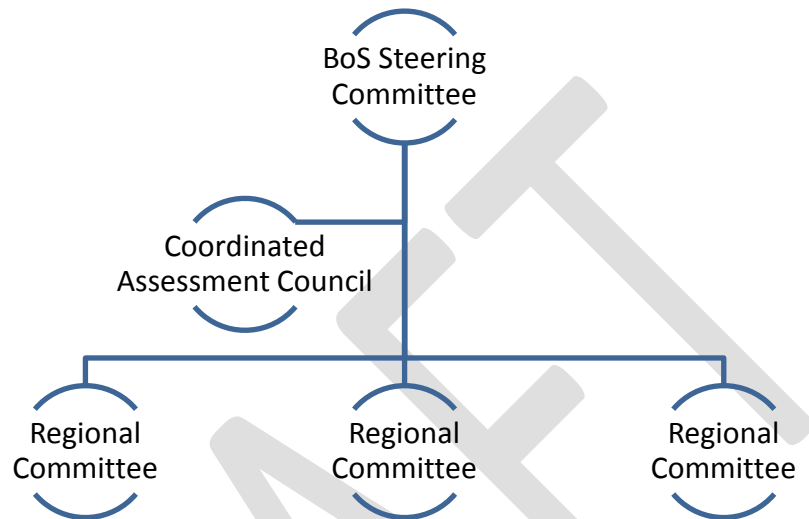 BoS Steering
Committee
Coordinated
Assessment Council
Regional
Committee
Regional
Committee
Regional
Committee